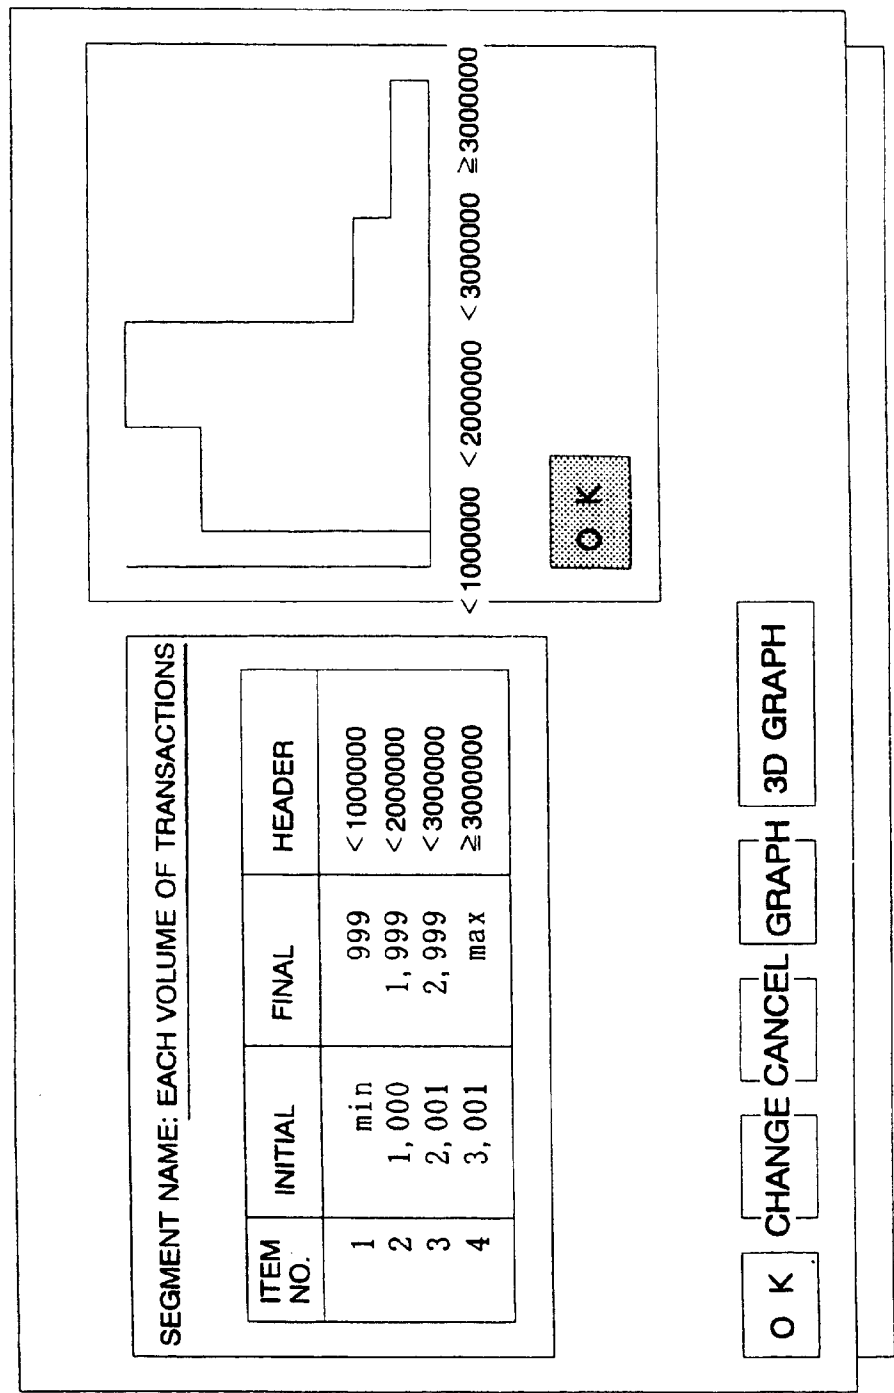 SEGMENT NAME: EACH VOLUME OF TRANSACTIONS
ITEM NO. INITIAL FINAL HEADER
1 min 999 <1000000
2 1,000 1,999 <2000000
3 2,001 2,999 <3000000
4 3,001 max ≧3000000
<1000000 <2000000 <3000000 ≧3000000
O K
O K CHANGE CANCEL GRAPH 3D GRAPH